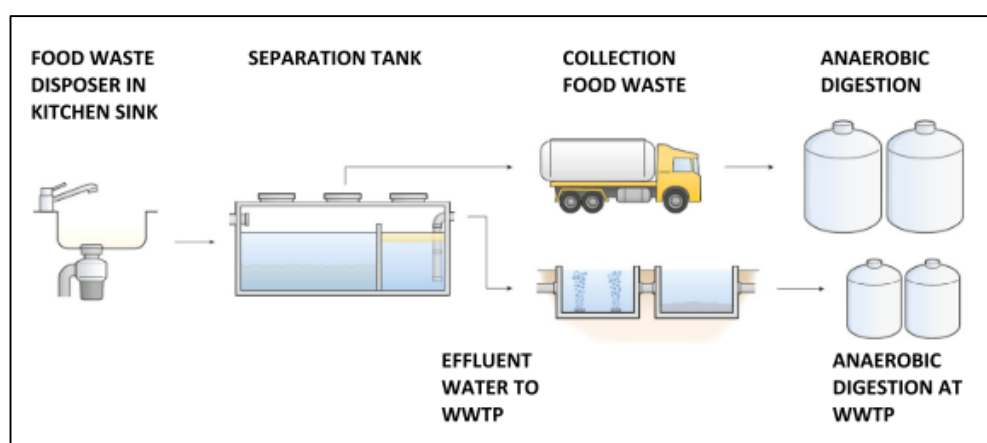 FOOD WASTE
DISPOSER IN
KITCHEN SINK
SEPARATION TANK
COLLECTION
FOOD WASTE
ANAEROBIC
DIGESTION
EFFLUENT
WATER TO
WWTP
ANAEROBIC
DIGESTION AT
WWTP